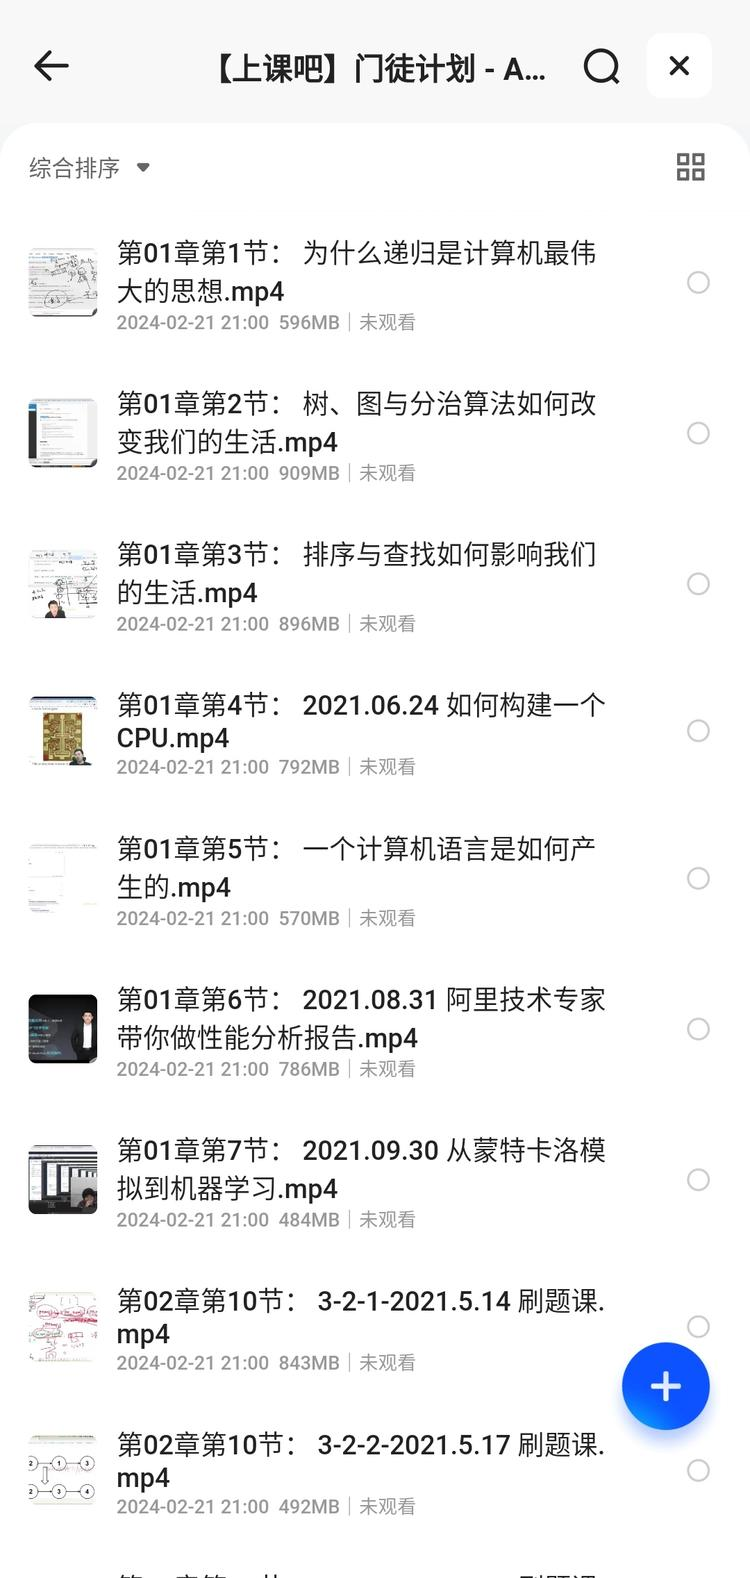 【上课吧】门徒计划 - A...
综合排序
第01章第1节： 为什么递归是计算机最伟
大的思想.mp4
2024-02-21 21:00 596MB | 未观看
第01章第2节： 树、图与分治算法如何改
变我们的生活.mp4
2024-02-21 21:00 909MB | 未观看
第01章第3节： 排序与查找如何影响我们
的生活.mp4
2024-02-21 21:00 896MB | 未观看
第01章第4节： 2021.06.24 如何构建一个
CPU.mp4
2024-02-21 21:00 792MB | 未观看
第01章第5节： 一个计算机语言是如何产
生的.mp4
2024-02-21 21:00 570MB | 未观看
第01章第6节： 2021.08.31 阿里技术专家
带你做性能分析报告.mp4
2024-02-21 21:00 786MB | 未观看
第01章第7节： 2021.09.30 从蒙特卡洛模
拟到机器学习.mp4
2024-02-21 21:00 484MB | 未观看
第02章第10节： 3-2-1-2021.5.14 刷题课.
mp4
2024-02-21 21:00 843MB | 未观看
第02章第10节： 3-2-2-2021.5.17 刷题课.
mp4
2024-02-21 21:00 492MB | 未观看